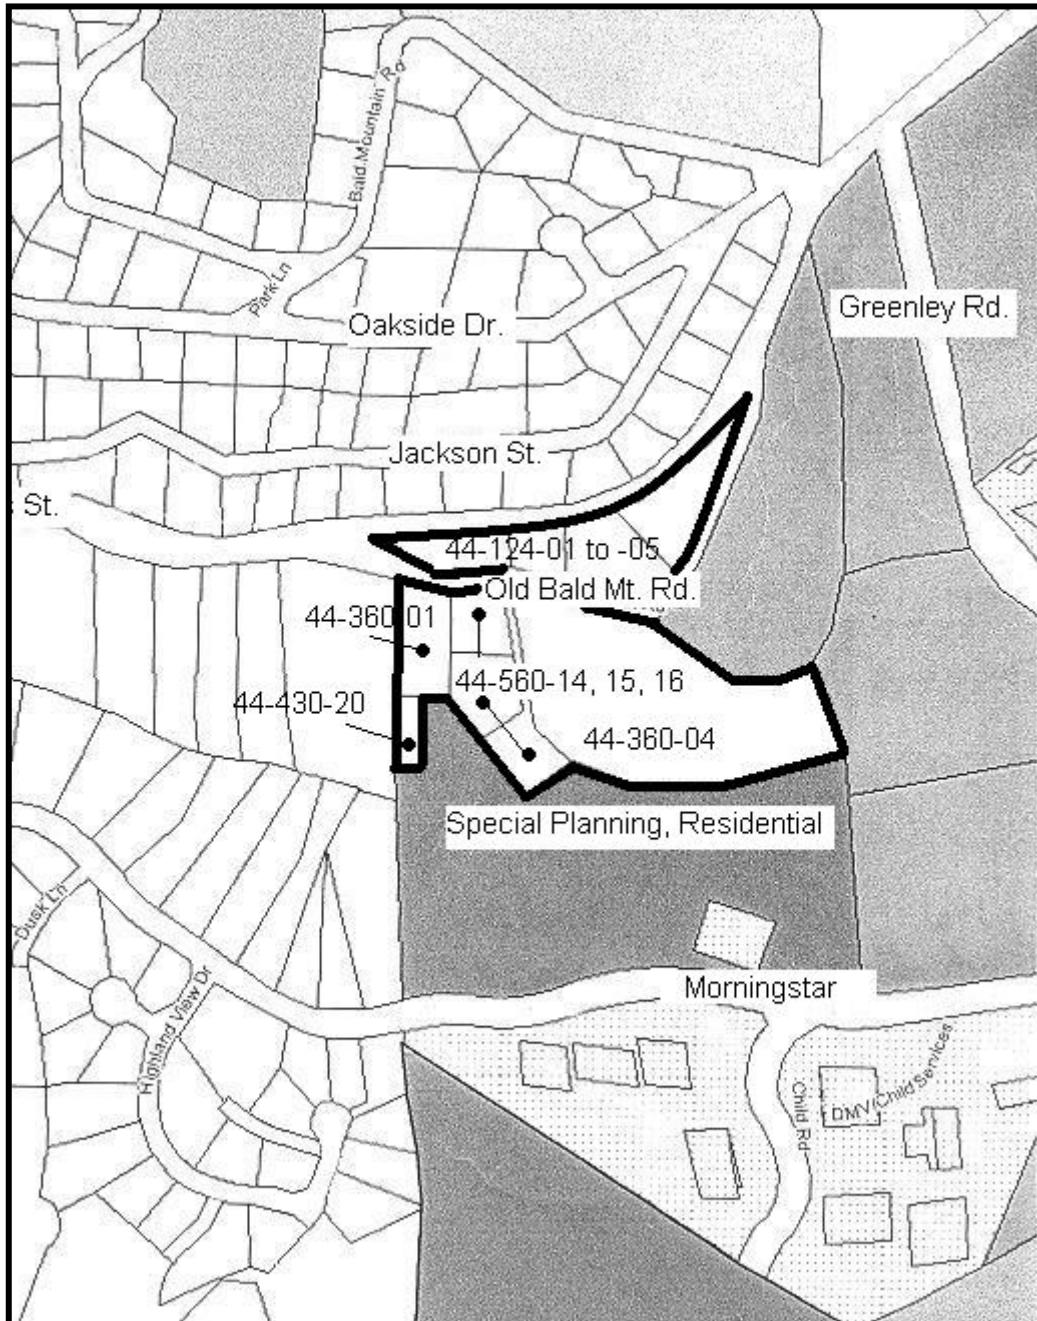 Bald Mountain Rd
Park Ln
Greenley Rd.
Oakside Dr.
Jackson St.
St.
44-124-01 to -05
Old Bald Mt. Rd.
44-360-01
44-560-14, 15, 16
44-430-20
44-360-04
Special Planning, Residential
Dusk Ln
Highland View Dr
Morningstar
Child Rd
DMV/Child Services